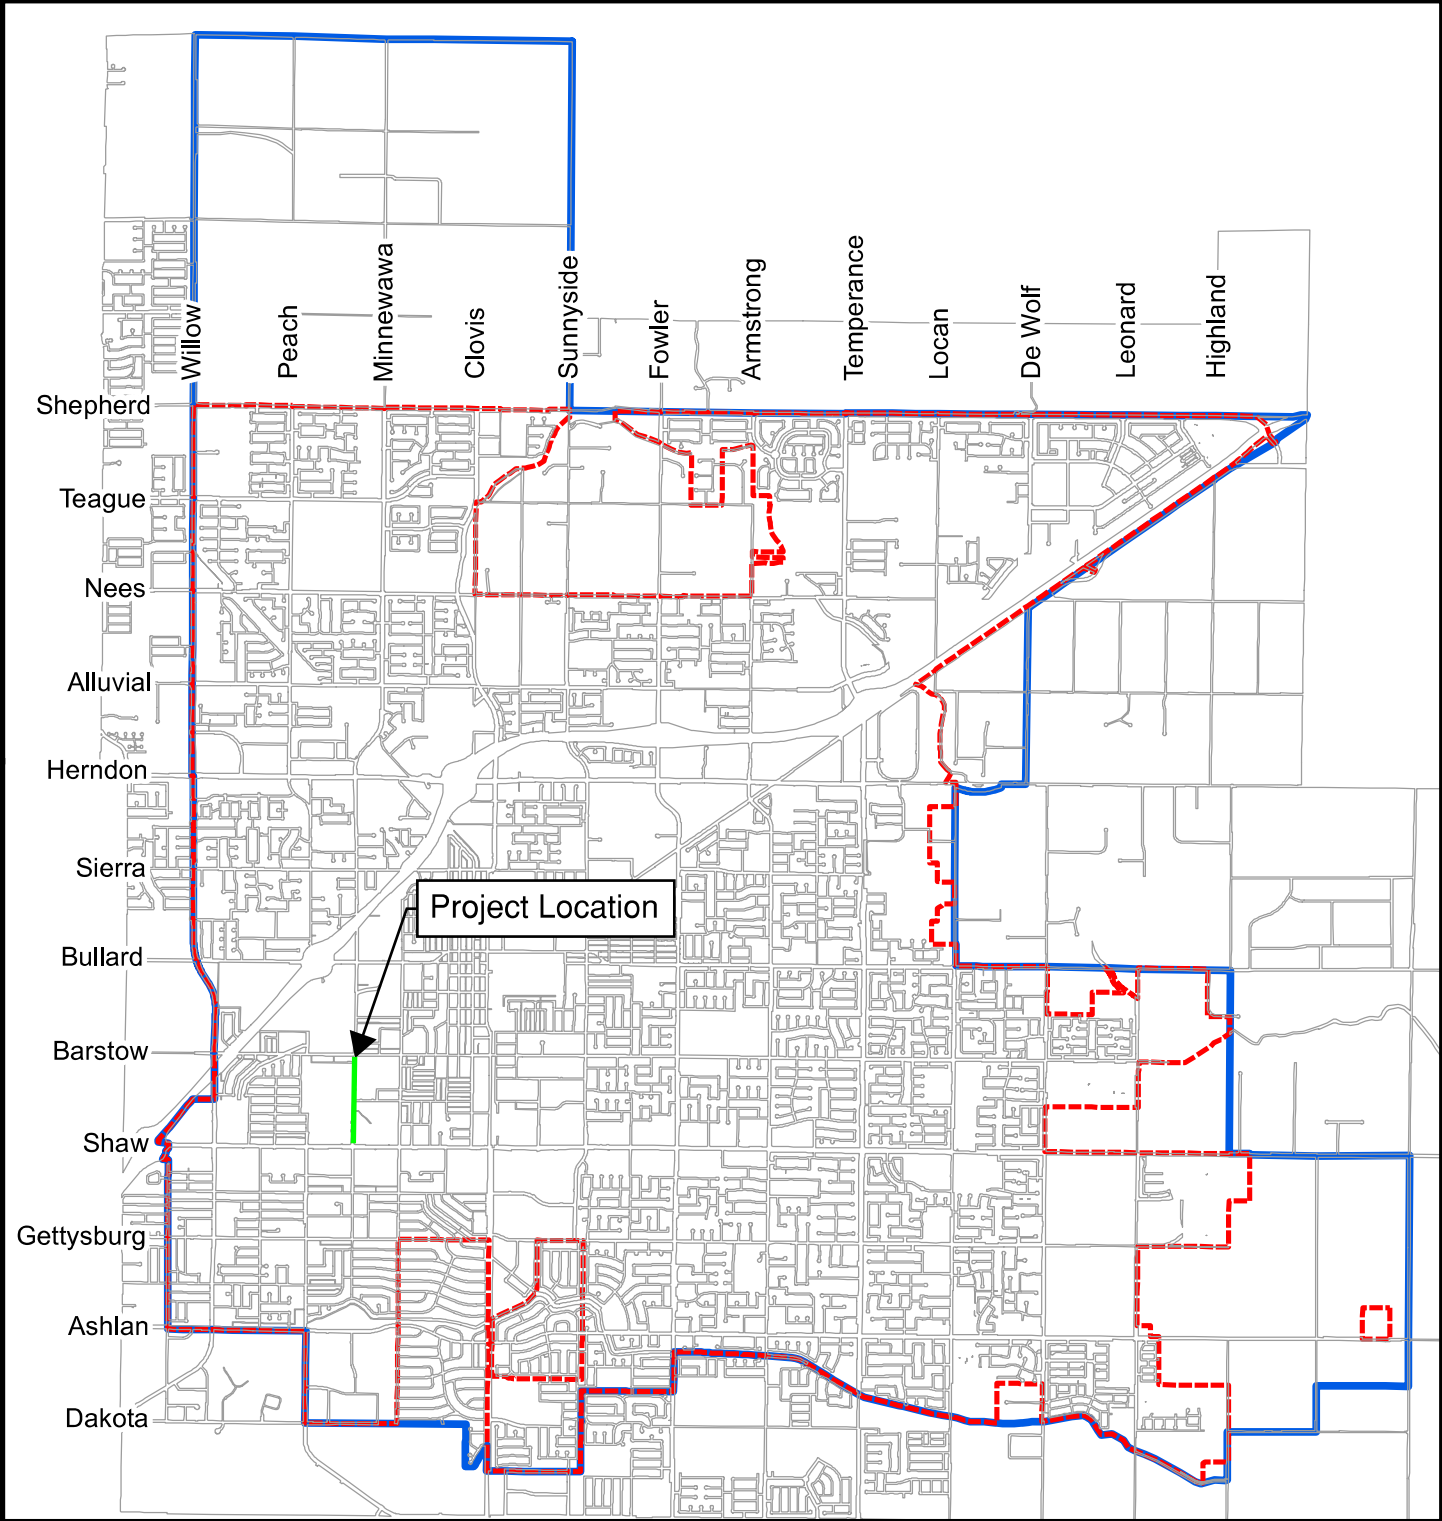 Willow
Peach
Minnewawa
Clovis
Sunnyside
Fowler
Armstrong
Temperance
Locan
De Wolf
Leonard
Highland
Shepherd
Teague
Nees
Alluvial
Herndon
Sierra
Project Location
Bullard
Barstow
Shaw
Gettysburg
Ashlan
Dakota